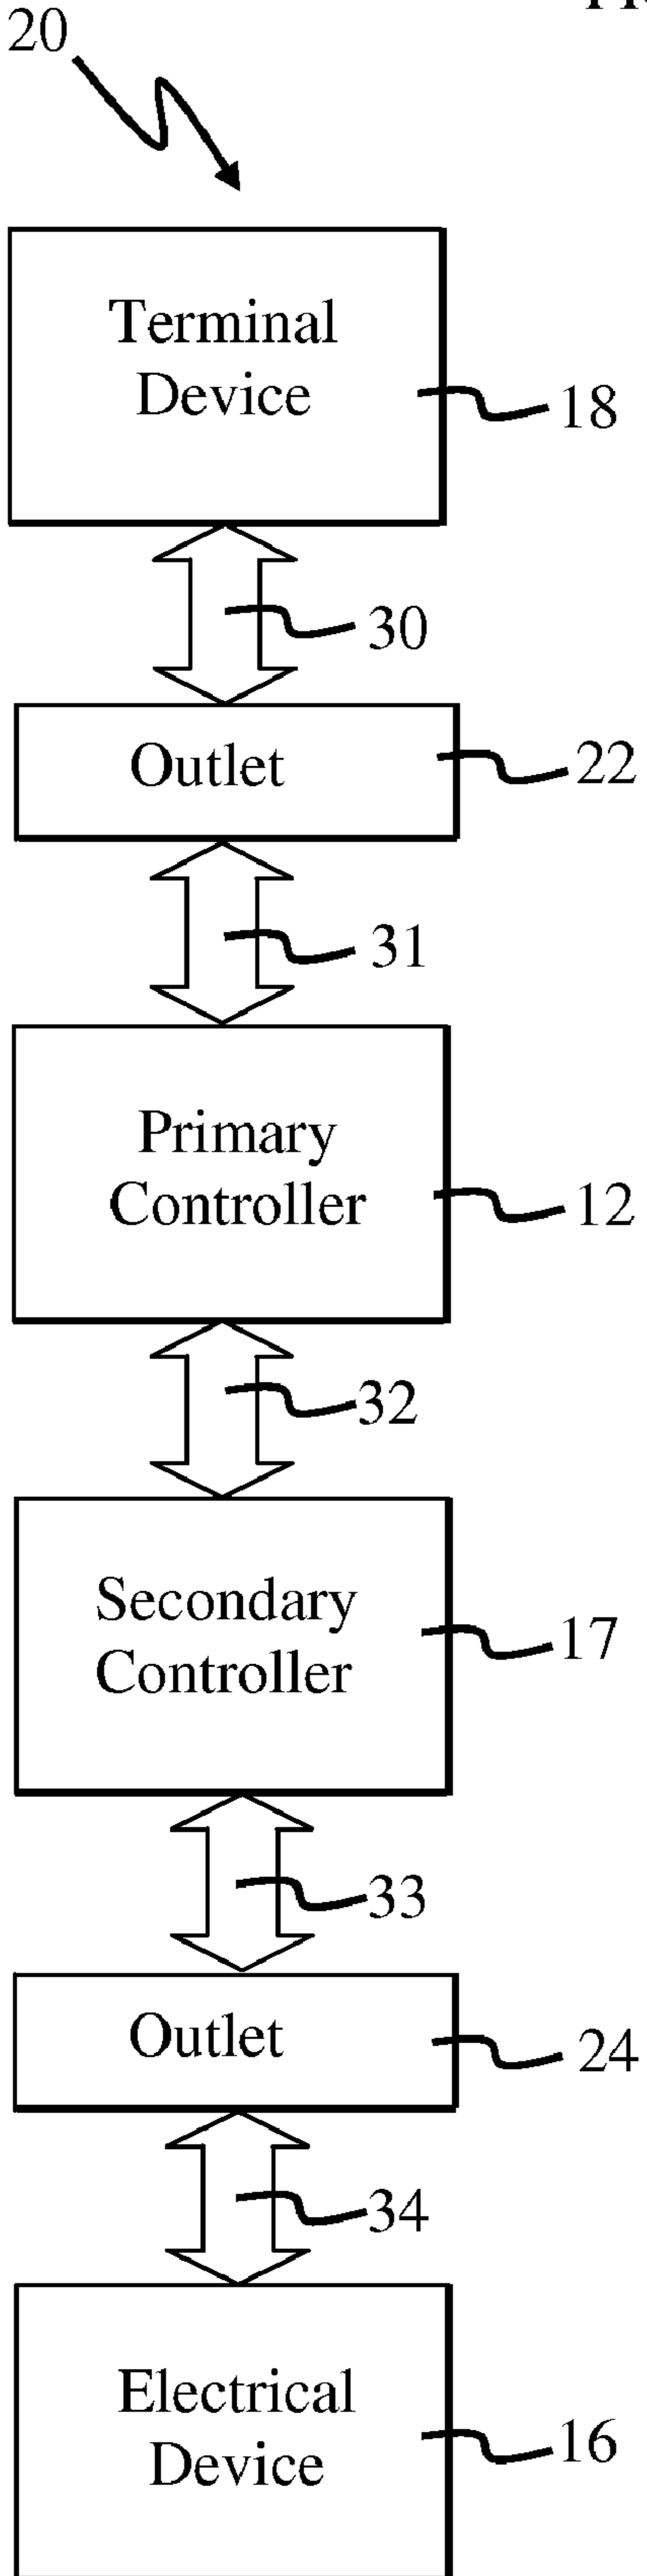 20
Terminal
Device
18
30
Outlet
22
31
Primary
Controller
12
32
Secondary
Controller
17
33
Outlet
24
34
Electrical
Device
16